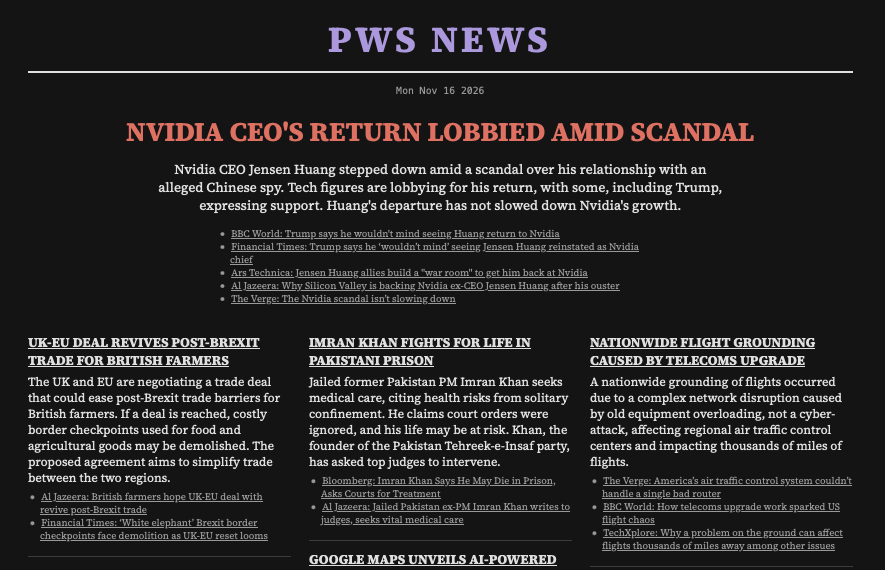 PWS NEWS
Mon Nov 16 2026
NVIDIA CEO'S RETURN LOBBIED AMID SCANDAL
Nvidia CEO Jensen Huang stepped down amid a scandal over his relationship with an
alleged Chinese spy. Tech figures are lobbying for his return, with some, including Trump,
expressing support. Huang's departure has not slowed down Nvidia's growth.
• BBC World: Trump says he wouldn't mind seeing Huang return to Nvidia
• Financial Times: Trump says he ‘wouldn’t mind’ seeing Jensen Huang reinstated as Nvidia
chief
• Ars Technica: Jensen Huang allies build a "war room" to get him back at Nvidia
• Al Jazeera: Why Silicon Valley is backing Nvidia ex-CEO Jensen Huang after his ouster
• The Verge: The Nvidia scandal isn’t slowing down
UK-EU DEAL REVIVES POST-BREXIT
TRADE FOR BRITISH FARMERS
The UK and EU are negotiating a trade deal
that could ease post-Brexit trade barriers for
British farmers. If a deal is reached, costly
border checkpoints used for food and
agricultural goods may be demolished. The
proposed agreement aims to simplify trade
between the two regions.
• Al Jazeera: British farmers hope UK-EU deal with
revive post-Brexit trade
• Financial Times: ‘White elephant’ Brexit border
checkpoints face demolition as UK-EU reset looms
IMRAN KHAN FIGHTS FOR LIFE IN
PAKISTANI PRISON
Jailed former Pakistan PM Imran Khan seeks
medical care, citing health risks from solitary
confinement. He claims court orders were
ignored, and his life may be at risk. Khan, the
founder of the Pakistan Tehreek-e-Insaf party,
has asked top judges to intervene.
• Bloomberg: Imran Khan Says He May Die in Prison,
Asks Courts for Treatment
• Al Jazeera: Jailed Pakistan ex-PM Imran Khan writes to
judges, seeks vital medical care
GOOGLE MAPS UNVEILS AI-POWERED
NATIONWIDE FLIGHT GROUNDING
CAUSED BY TELECOMS UPGRADE
A nationwide grounding of flights occurred
due to a complex network disruption caused
by old equipment overloading, not a cyber-
attack, affecting regional air traffic control
centers and impacting thousands of miles of
flights.
• The Verge: America’s air traffic control system couldn’t
handle a single bad router
• BBC World: How telecoms upgrade work sparked US
flight chaos
• TechXplore: Why a problem on the ground can affect
flights thousands of miles away among other issues